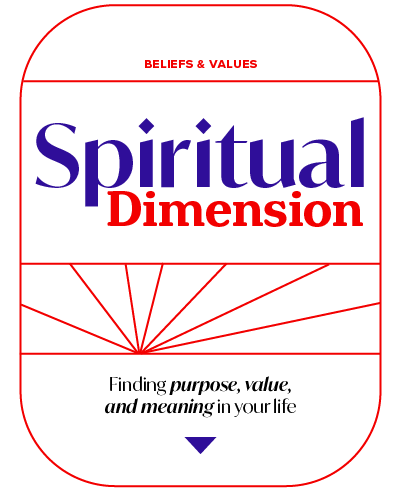 BELIEFS & VALUES
Spiritual
Dimension
Finding purpose, value,
and meaning in your life